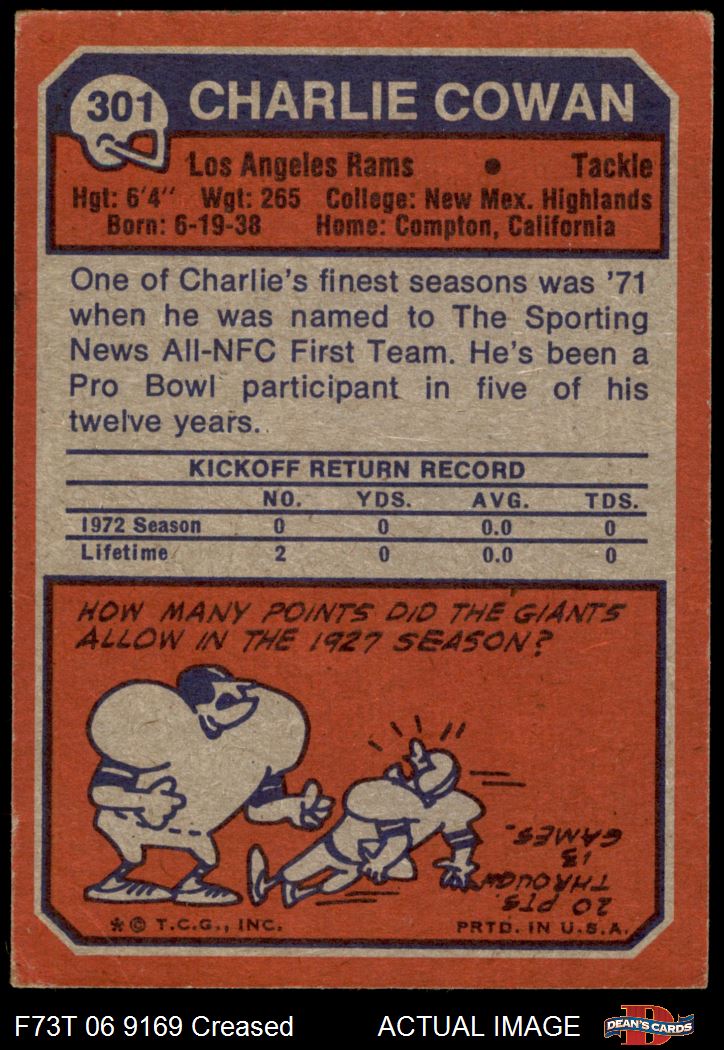 301 CHARLIE COWAN
Los Angeles Rams • Tackle
Hgt: 6'4" Wgt: 265 College: New Mex. Highlands
Born: 6-19-38 Home: Compton, California
One of Charlie's finest seasons was '71
when he was named to The Sporting
News All-NFC First Team. He's been a
Pro Bowl participant in five of his
twelve years.
KICKOFF RETURN RECORD
NO. YDS. AVG. TDS.
1972 Season 0 0 0.0 0
Lifetime 2 0 0.0 0
HOW MANY POINTS DID THE GIANTS
ALLOW IN THE 1927 SEASON?
20 PTS.
THROUGH
13
GAMES.
* © T.C.G., INC. PRTD. IN U.S.A.
F73T 06 9169 Creased ACTUAL IMAGE D DEAN'S CARDS